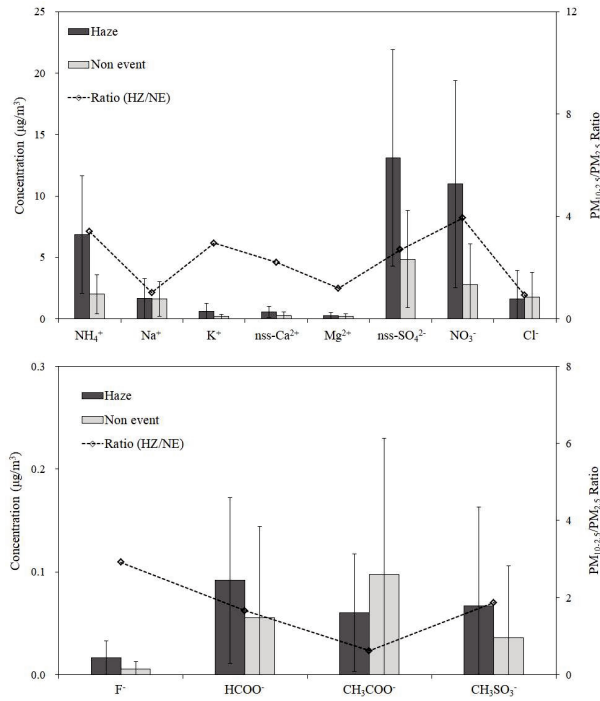 25
20
15
10
5
0
Concentration (μg/m³)
12
8
4
0
PM₁₀₋₂.₅/PM₂.₅ Ratio
Haze
Non event
Ratio (HZ/NE)
NH₄⁺ Na⁺ K⁺ nss-Ca²⁺ Mg²⁺ nss-SO₄²⁻ NO₃⁻ Cl⁻
0.3
0.2
0.1
0.0
Concentration (μg/m³)
8
6
4
2
0
PM₁₀₋₂.₅/PM₂.₅ Ratio
Haze
Non event
Ratio (HZ/NE)
F⁻ HCOO⁻ CH₃COO⁻ CH₃SO₃⁻